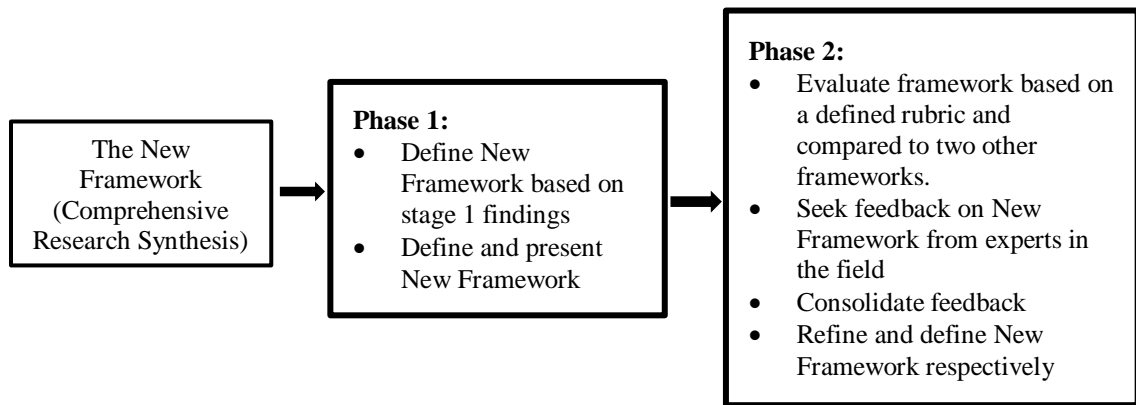 The New
Framework
(Comprehensive
Research Synthesis)
Phase 1:
• Define New
Framework based on
stage 1 findings
• Define and present
New Framework
Phase 2:
• Evaluate framework based on
a defined rubric and
compared to two other
frameworks.
• Seek feedback on New
Framework from experts in
the field
• Consolidate feedback
• Refine and define New
Framework respectively